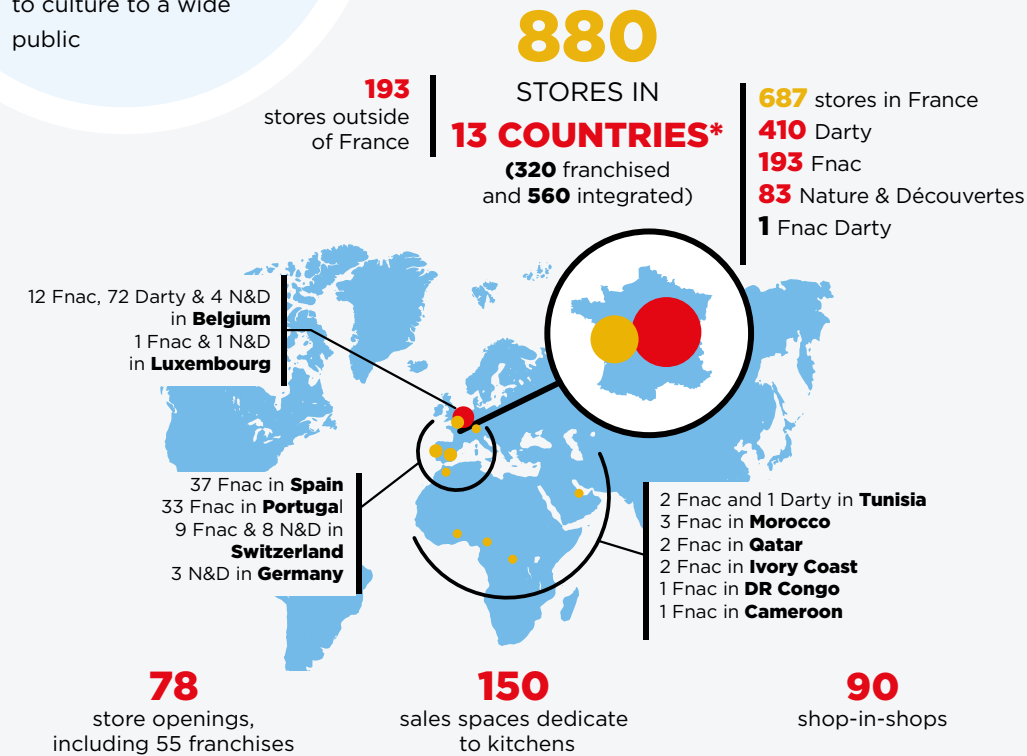 to culture to a wide
public
880
STORES IN
13 COUNTRIES*
(320 franchised
and 560 integrated)
193
stores outside
of France
687 stores in France
410 Darty
193 Fnac
83 Nature & Découvertes
1 Fnac Darty
12 Fnac, 72 Darty & 4 N&D
in Belgium
1 Fnac & 1 N&D
in Luxembourg
37 Fnac in Spain
33 Fnac in Portugal
9 Fnac & 8 N&D in
Switzerland
3 N&D in Germany
2 Fnac and 1 Darty in Tunisia
3 Fnac in Morocco
2 Fnac in Qatar
2 Fnac in Ivory Coast
1 Fnac in DR Congo
1 Fnac in Cameroon
78
store openings,
including 55 franchises
150
sales spaces dedicate
to kitchens
90
shop-in-shops